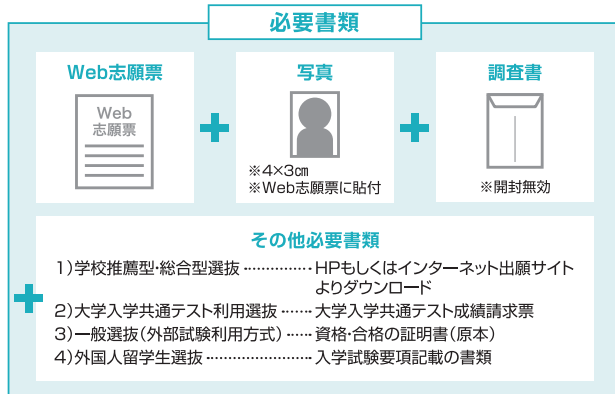 必要書類
Web志願票
Web
志願票
写真
※4×3㎝
※Web志願票に貼付
調査書
※開封無効
その他必要書類
1）学校推薦型・総合型選抜 ‥‥‥‥‥‥ HPもしくはインターネット出願サイト
よりダウンロード
2）大学入学共通テスト利用選抜 ‥‥‥ 大学入学共通テスト成績請求票
3）一般選抜（外部試験利用方式） ‥‥‥ 資格・合格の証明書（原本）
4）外国人留学生選抜 ‥‥‥‥‥‥‥‥‥ 入学試験要項記載の書類